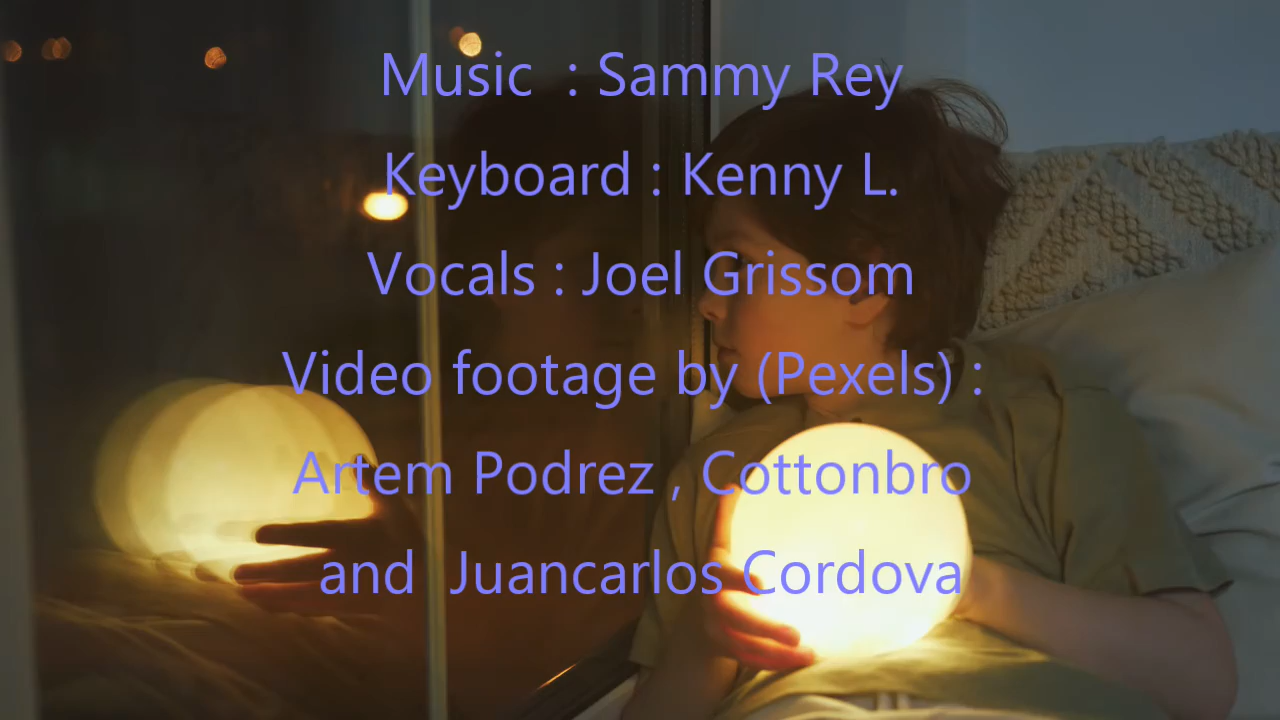 Music  : Sammy Rey
Keyboard : Kenny L.
Vocals : Joel Grissom
Video footage by (Pexels) :
Artem Podrez , Cottonbro
and  Juancarlos Cordova